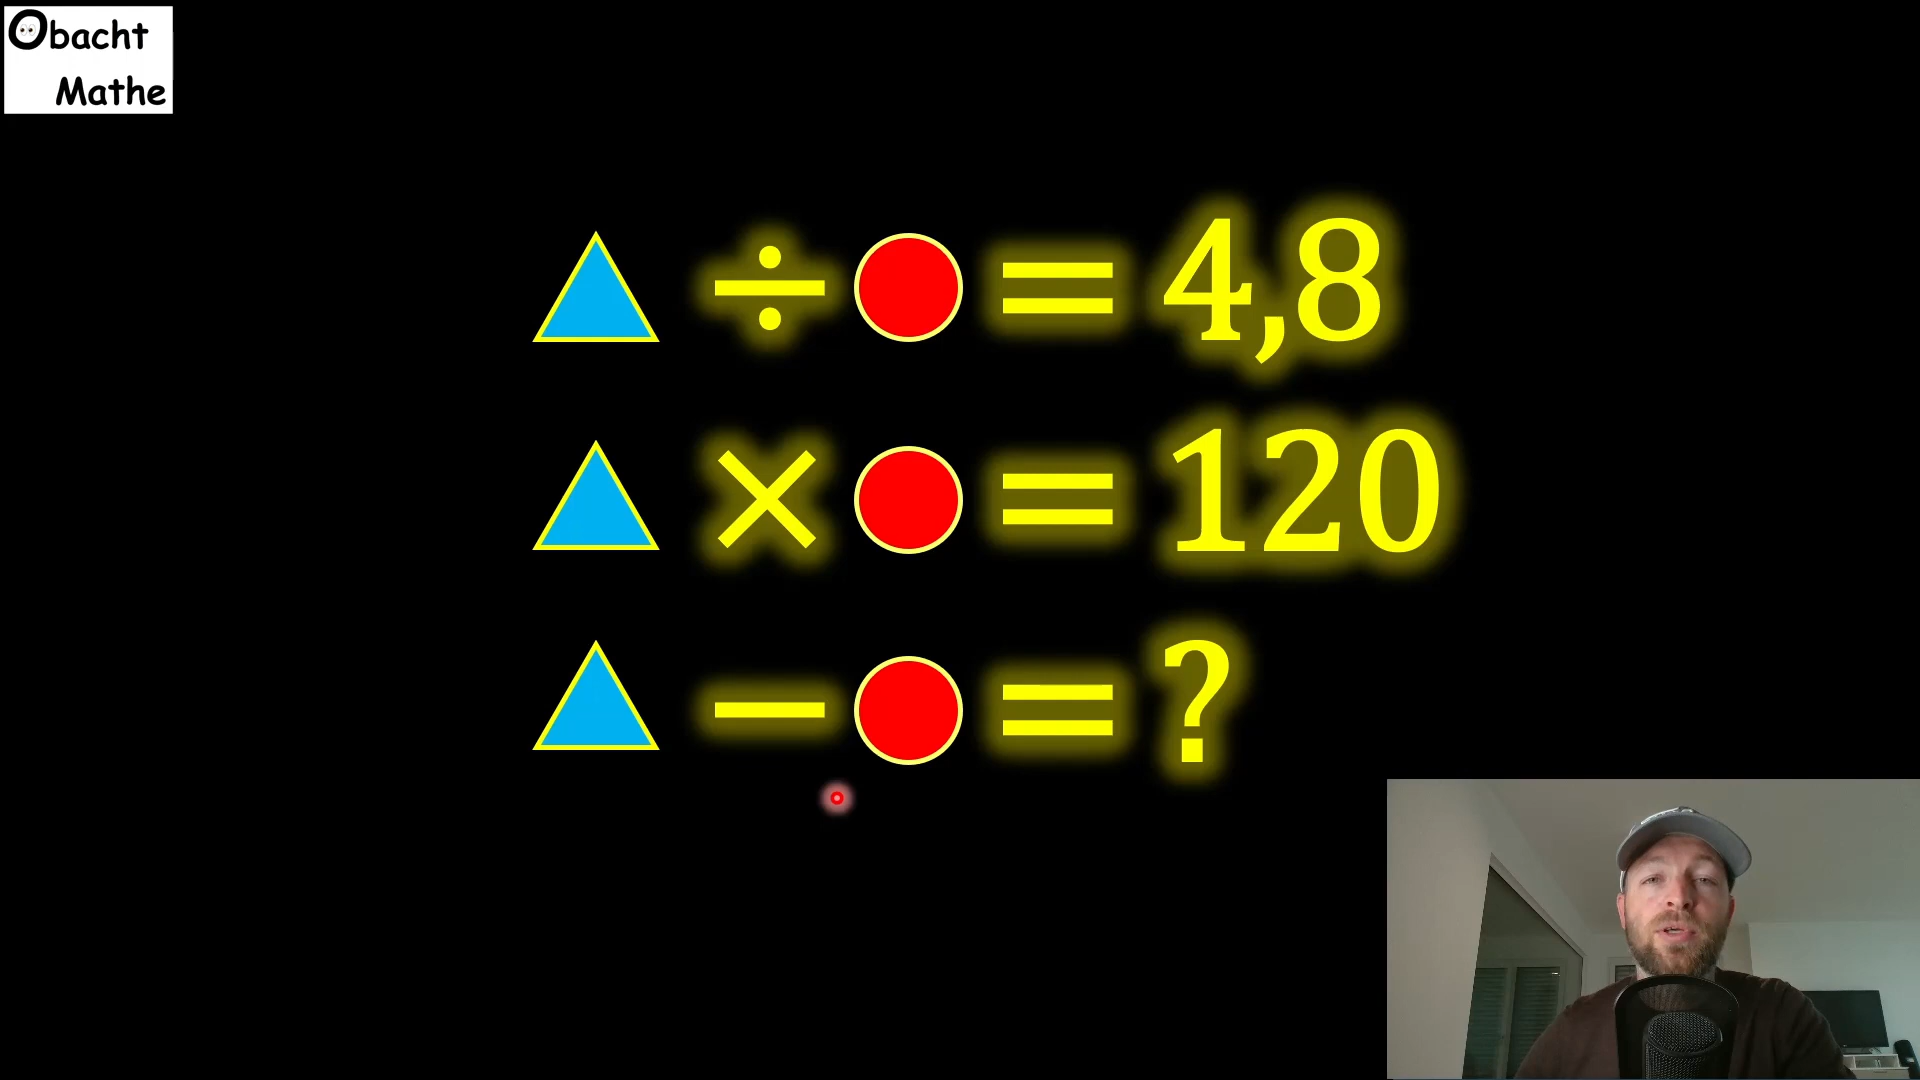 Obacht
Mathe
÷ = 4,8
× = 120
− = ?